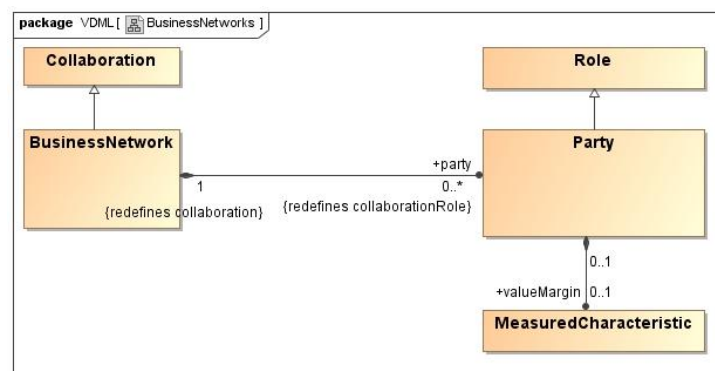 package VDML [ BusinessNetworks ]
Collaboration
Role
BusinessNetwork
Party
+party
1
0..*
{redefines collaboration}
{redefines collaborationRole}
0..1
+valueMargin
0..1
MeasuredCharacteristic